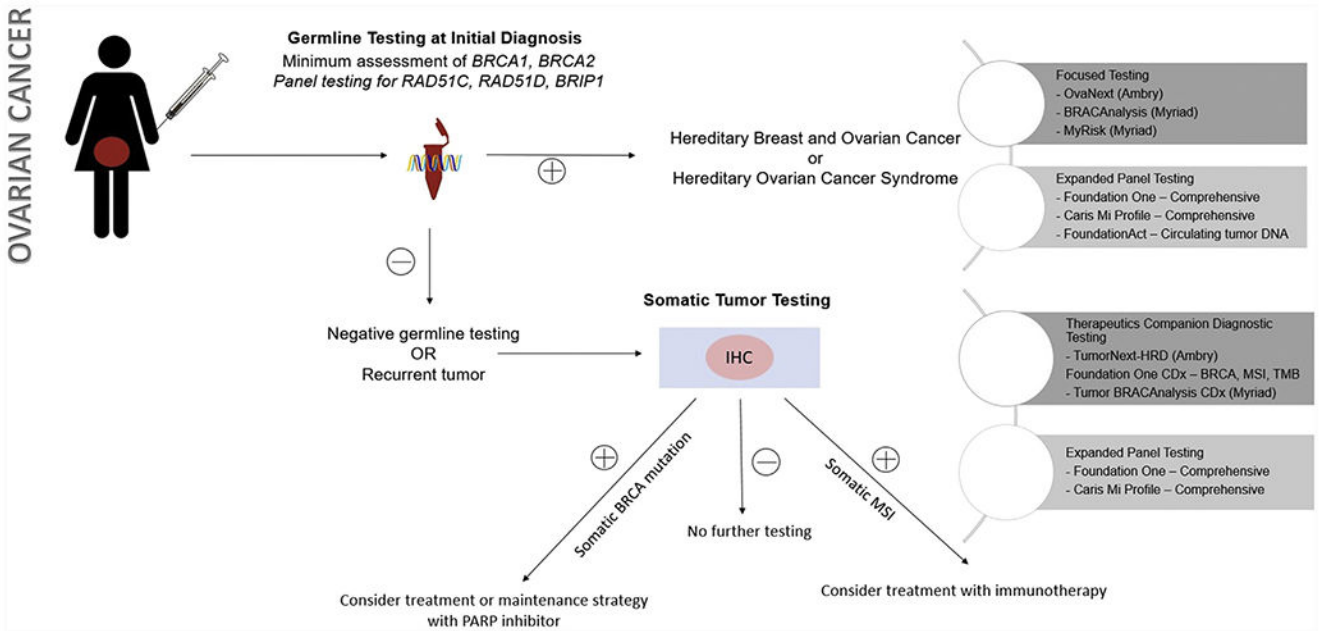 OVARIAN CANCER
Germline Testing at Initial Diagnosis
Minimum assessment of BRCA1, BRCA2
Panel testing for RAD51C, RAD51D, BRIP1
Hereditary Breast and Ovarian Cancer
or
Hereditary Ovarian Cancer Syndrome
Focused Testing
- OvaNext (Ambry)
- BRACAnalysis (Myriad)
- MyRisk (Myriad)
Expanded Panel Testing
- Foundation One – Comprehensive
- Caris Mi Profile – Comprehensive
- FoundationAct – Circulating tumor DNA
Negative germline testing
OR
Recurrent tumor
Somatic Tumor Testing
IHC
Therapeutics Companion Diagnostic
Testing
- TumorNext-HRD (Ambry)
Foundation One CDx – BRCA, MSI, TMB
- Tumor BRACAnalysis CDx (Myriad)
Expanded Panel Testing
- Foundation One – Comprehensive
- Caris Mi Profile – Comprehensive
Somatic BRCA mutation
Somatic MSI
No further testing
Consider treatment or maintenance strategy
with PARP inhibitor
Consider treatment with immunotherapy